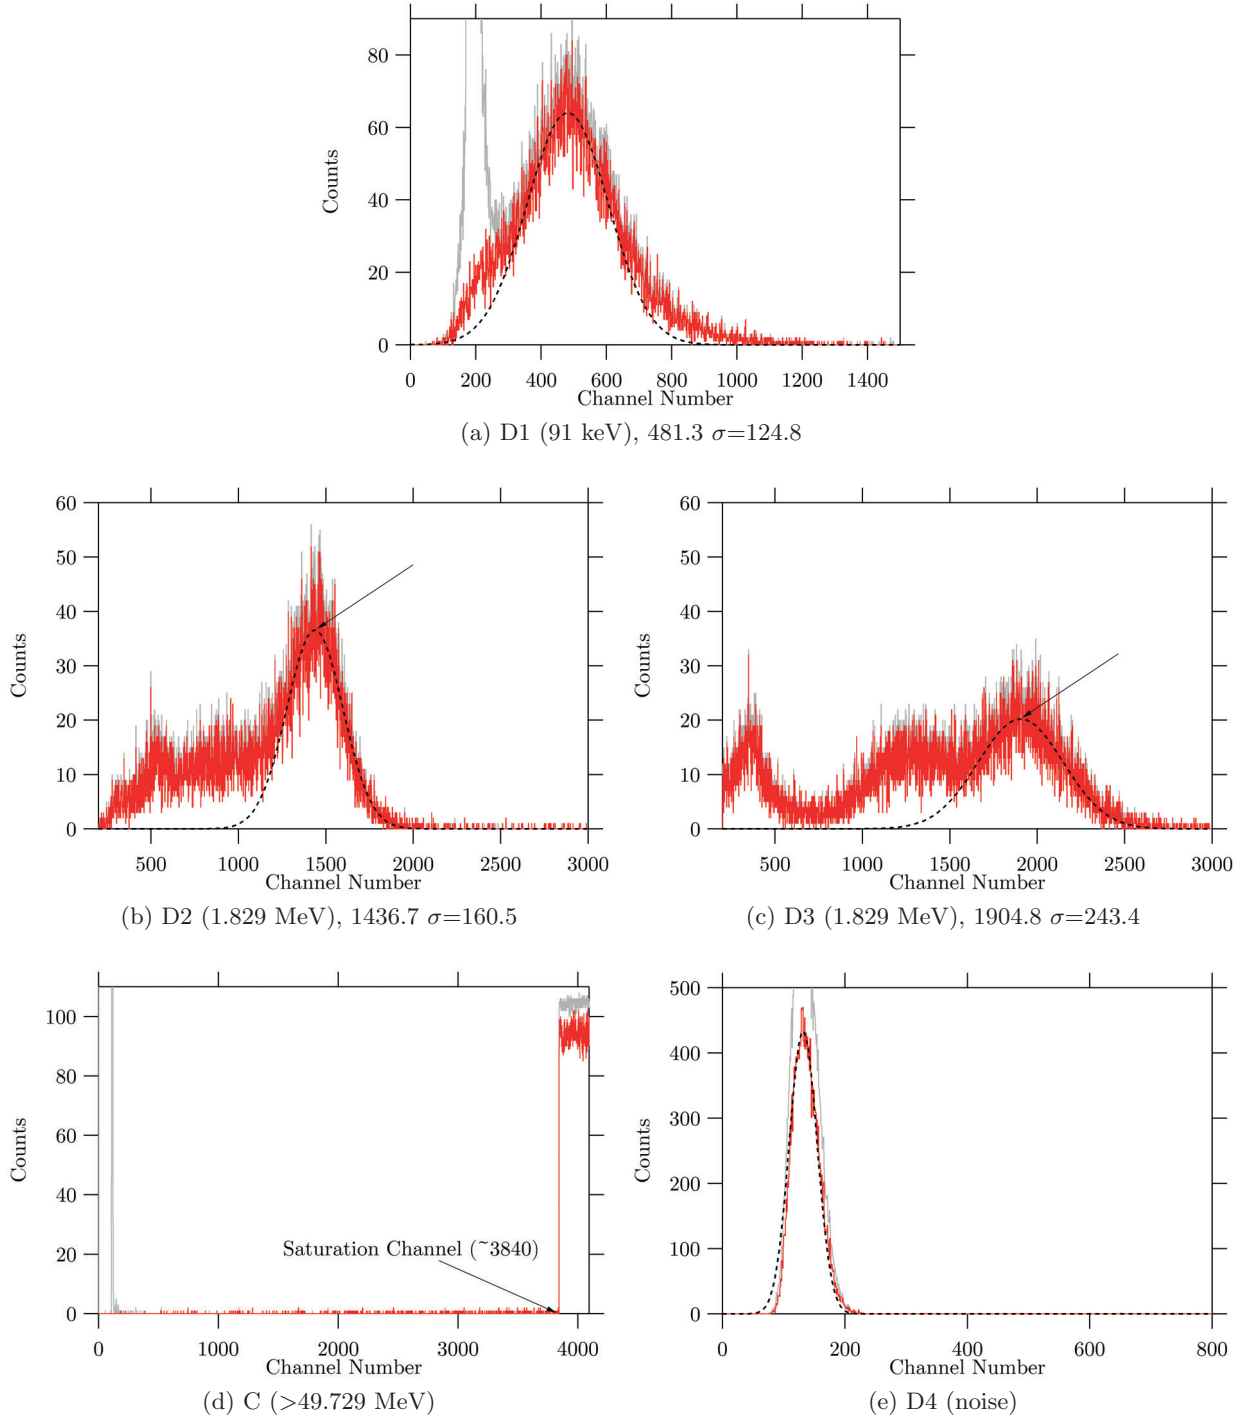 80
60
40
20
0
Counts
0 200 400 600 800 1000 1200 1400
Channel Number
(a) D1 (91 keV), 481.3 σ=124.8
60
50
40
30
20
10
0
Counts
500 1000 1500 2000 2500 3000
Channel Number
(b) D2 (1.829 MeV), 1436.7 σ=160.5
60
50
40
30
20
10
0
Counts
500 1000 1500 2000 2500 3000
Channel Number
(c) D3 (1.829 MeV), 1904.8 σ=243.4
100
80
60
40
20
0
Counts
Saturation Channel (~3840)
0 1000 2000 3000 4000
Channel Number
(d) C (>49.729 MeV)
500
400
300
200
100
0
Counts
0 200 400 600 800
Channel Number
(e) D4 (noise)